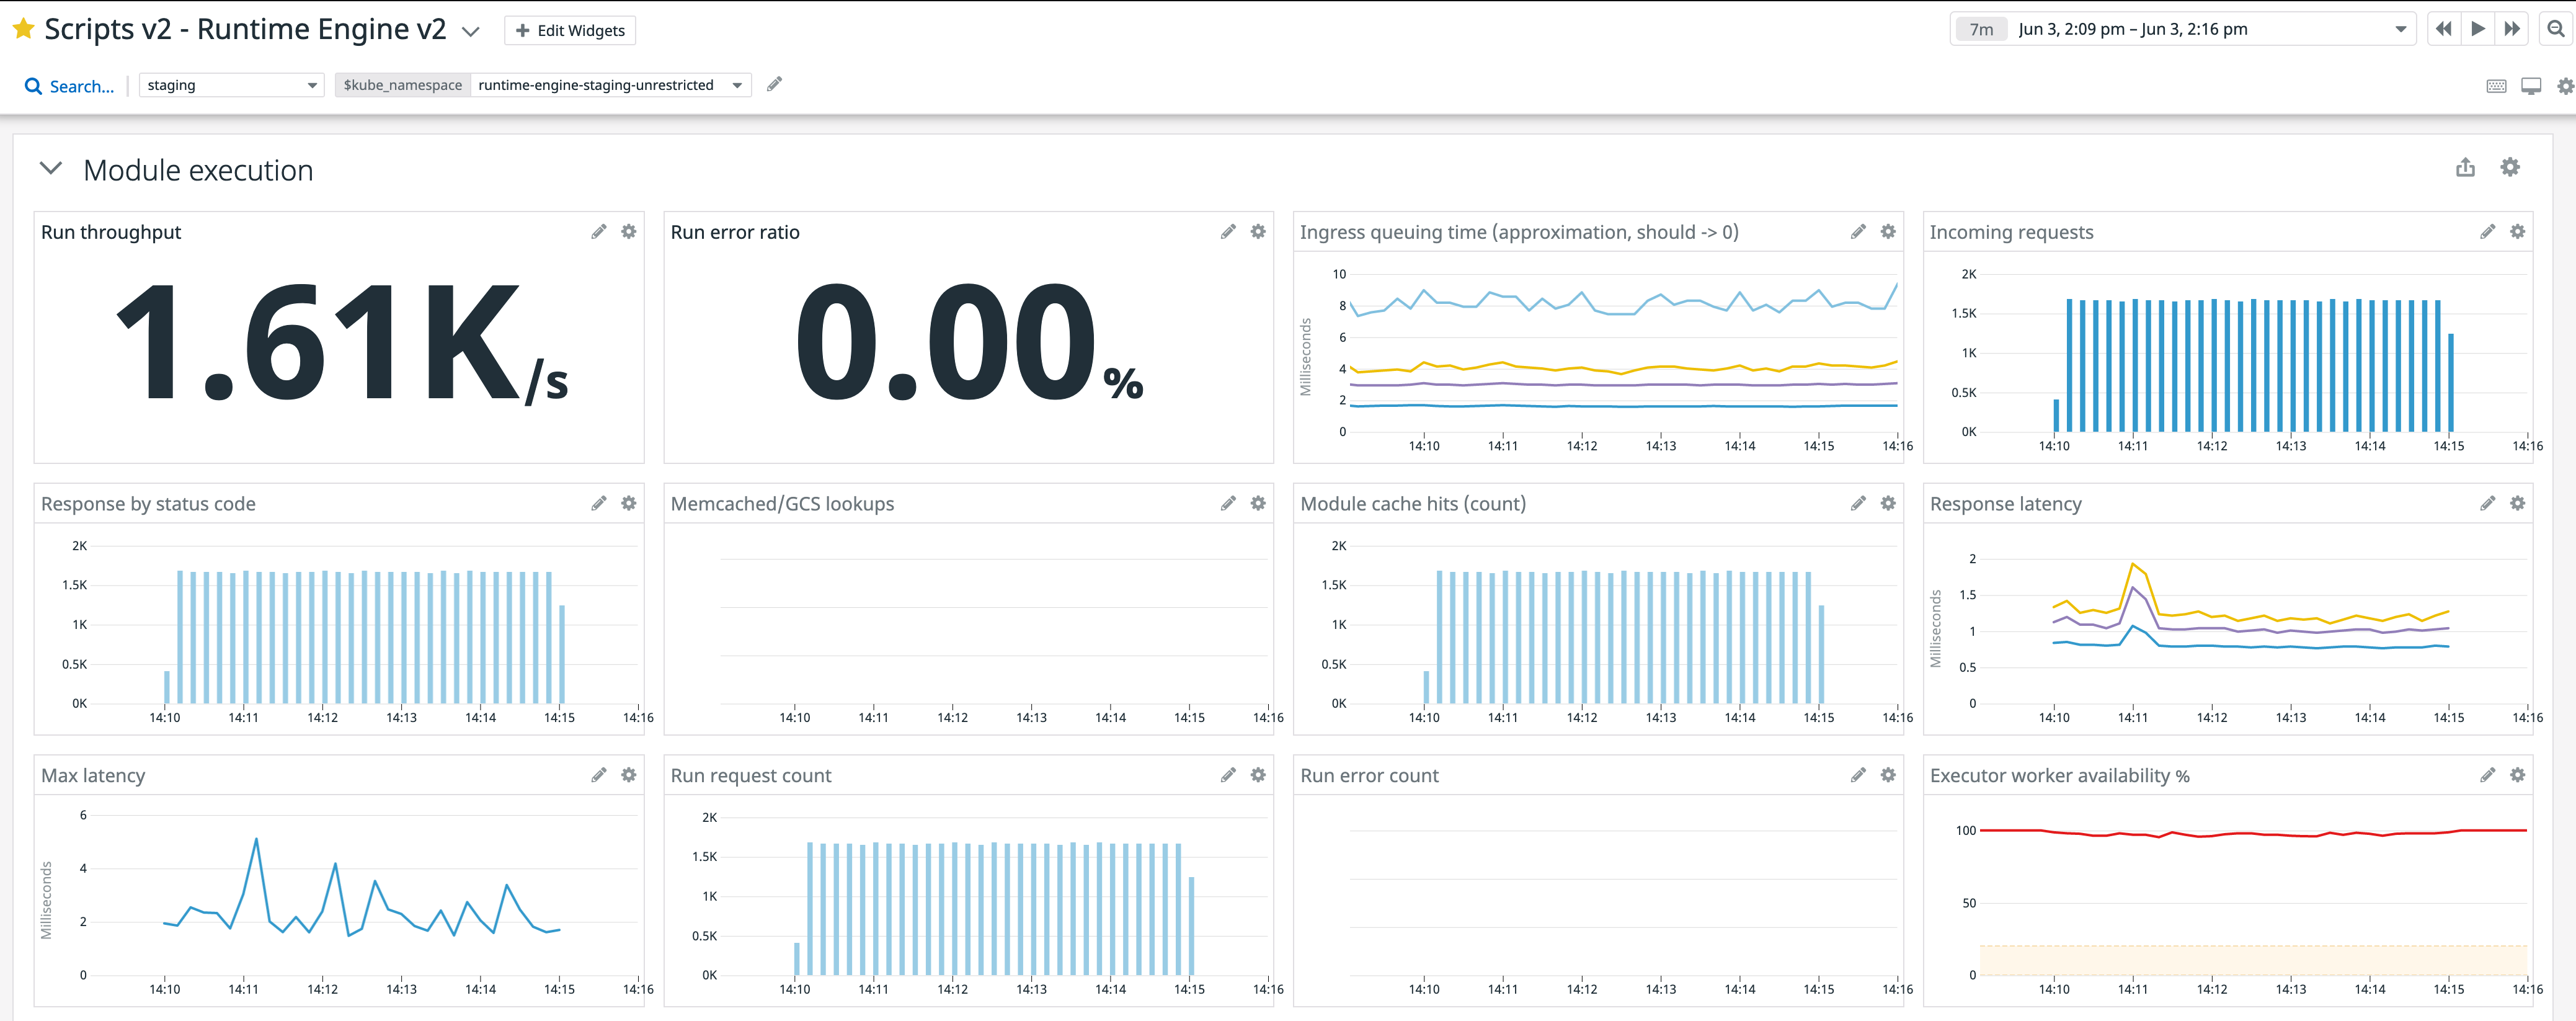 Scripts v2 - Runtime Engine v2
Edit Widgets
7m
Jun 3, 2:09 pm – Jun 3, 2:16 pm
Search...
staging
$kube_namespace
runtime-engine-staging-unrestricted
Module execution
Run throughput
1.61K/s
Run error ratio
0.00%
Ingress queuing time (approximation, should -> 0)
Milliseconds
10
8
6
4
2
0
14:10 14:11 14:12 14:13 14:14 14:15 14:16
Incoming requests
2K
1.5K
1K
0.5K
0K
14:10 14:11 14:12 14:13 14:14 14:15 14:16
Response by status code
2K
1.5K
1K
0.5K
0K
14:10 14:11 14:12 14:13 14:14 14:15 14:16
Memcached/GCS lookups
14:10 14:11 14:12 14:13 14:14 14:15 14:16
Module cache hits (count)
2K
1.5K
1K
0.5K
0K
14:10 14:11 14:12 14:13 14:14 14:15 14:16
Response latency
Milliseconds
2
1.5
1
0.5
0
14:10 14:11 14:12 14:13 14:14 14:15 14:16
Max latency
Milliseconds
6
4
2
0
14:10 14:11 14:12 14:13 14:14 14:15 14:16
Run request count
2K
1.5K
1K
0.5K
0K
14:10 14:11 14:12 14:13 14:14 14:15 14:16
Run error count
14:10 14:11 14:12 14:13 14:14 14:15 14:16
Executor worker availability %
100
50
0
14:10 14:11 14:12 14:13 14:14 14:15 14:16